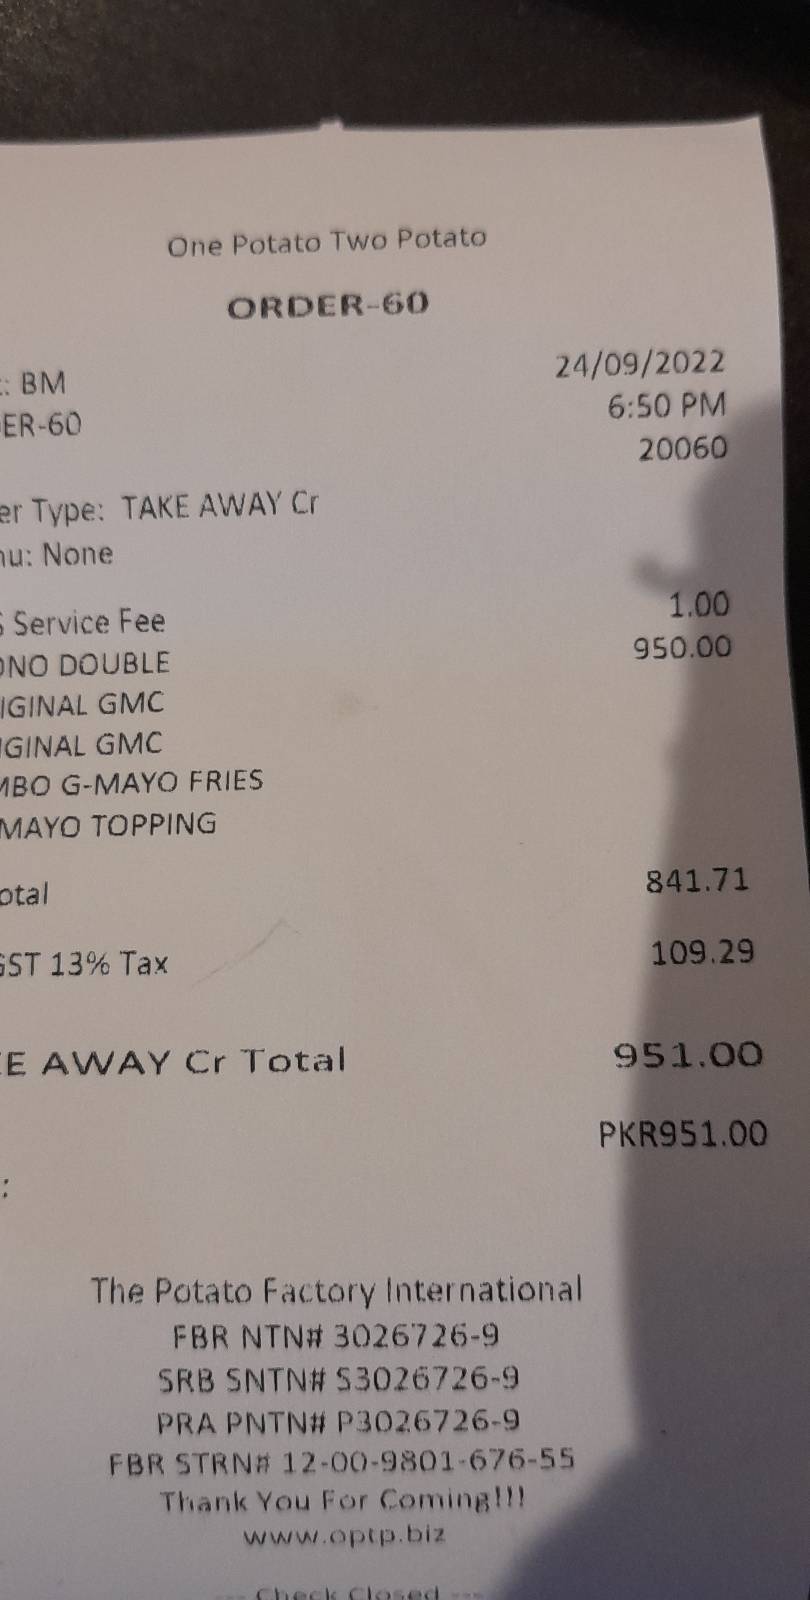 One Potato Two Potato
ORDER-60
: BM 24/09/2022
ER-60 6:50 PM
20060
er Type: TAKE AWAY Cr
nu: None
S Service Fee 1.00
ONO DOUBLE 950.00
IGINAL GMC
IGINAL GMC
MBO G-MAYO FRIES
MAYO TOPPING
otal 841.71
GST 13% Tax 109.29
KE AWAY Cr Total 951.00
PKR951.00
:
The Potato Factory International
FBR NTN# 3026726-9
SRB SNTN# S3026726-9
PRA PNTN# P3026726-9
FBR STRN# 12-00-9801-676-55
Thank You For Coming!!!
www.optp.biz
--- Check Closed ---